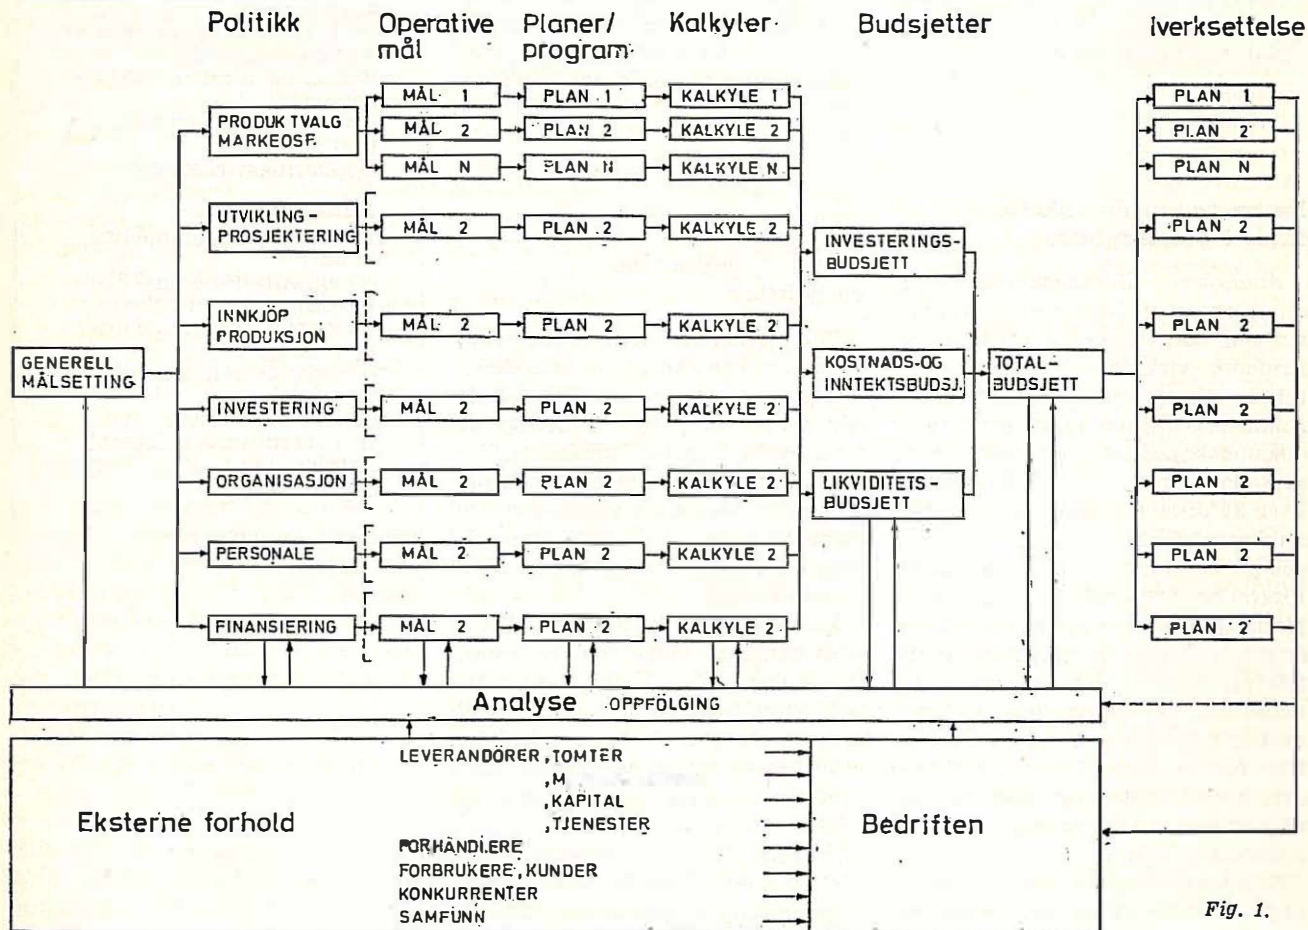 Politikk
Operative mål
Planer/ program
Kalkyler
Budsjetter
Iverksettelse
PRODUKTVALG
MARKEDSF.
MÅL 1
PLAN 1
KALKYLE 1
PLAN 1
MÅL 2
PLAN 2
KALKYLE 2
PLAN 2
MÅL N
PLAN N
KALKYLE N
PLAN N
UTVIKLING-
PROSJEKTERING
MÅL 2
PLAN 2
KALKYLE 2
PLAN 2
INVESTERINGS-
BUDSJETT
INNKJÖP
PRODUKSJON
MÅL 2
PLAN 2
KALKYLE 2
PLAN 2
GENERELL
MÅLSETTING
KOSTNADS-OG
INNTEKTSBUDSJ.
TOTAL-
BUDSJETT
INVESTERING
MÅL 2
PLAN 2
KALKYLE 2
PLAN 2
ORGANISASJON
MÅL 2
PLAN 2
KALKYLE 2
PLAN 2
LIKVIDITETS-
BUDSJETT
PERSONALE
MÅL 2
PLAN 2
KALKYLE 2
PLAN 2
FINANSIERING
MÅL 2
PLAN 2
KALKYLE 2
PLAN 2
Analyse OPPFÖLGING
Eksterne forhold
LEVERANDÖRER ,TOMTER
,M
,KAPITAL
,TJENESTER
FORHANDLERE
FORBRUKERE, KUNDER
KONKURRENTER
SAMFUNN
Bedriften
Fig. 1.